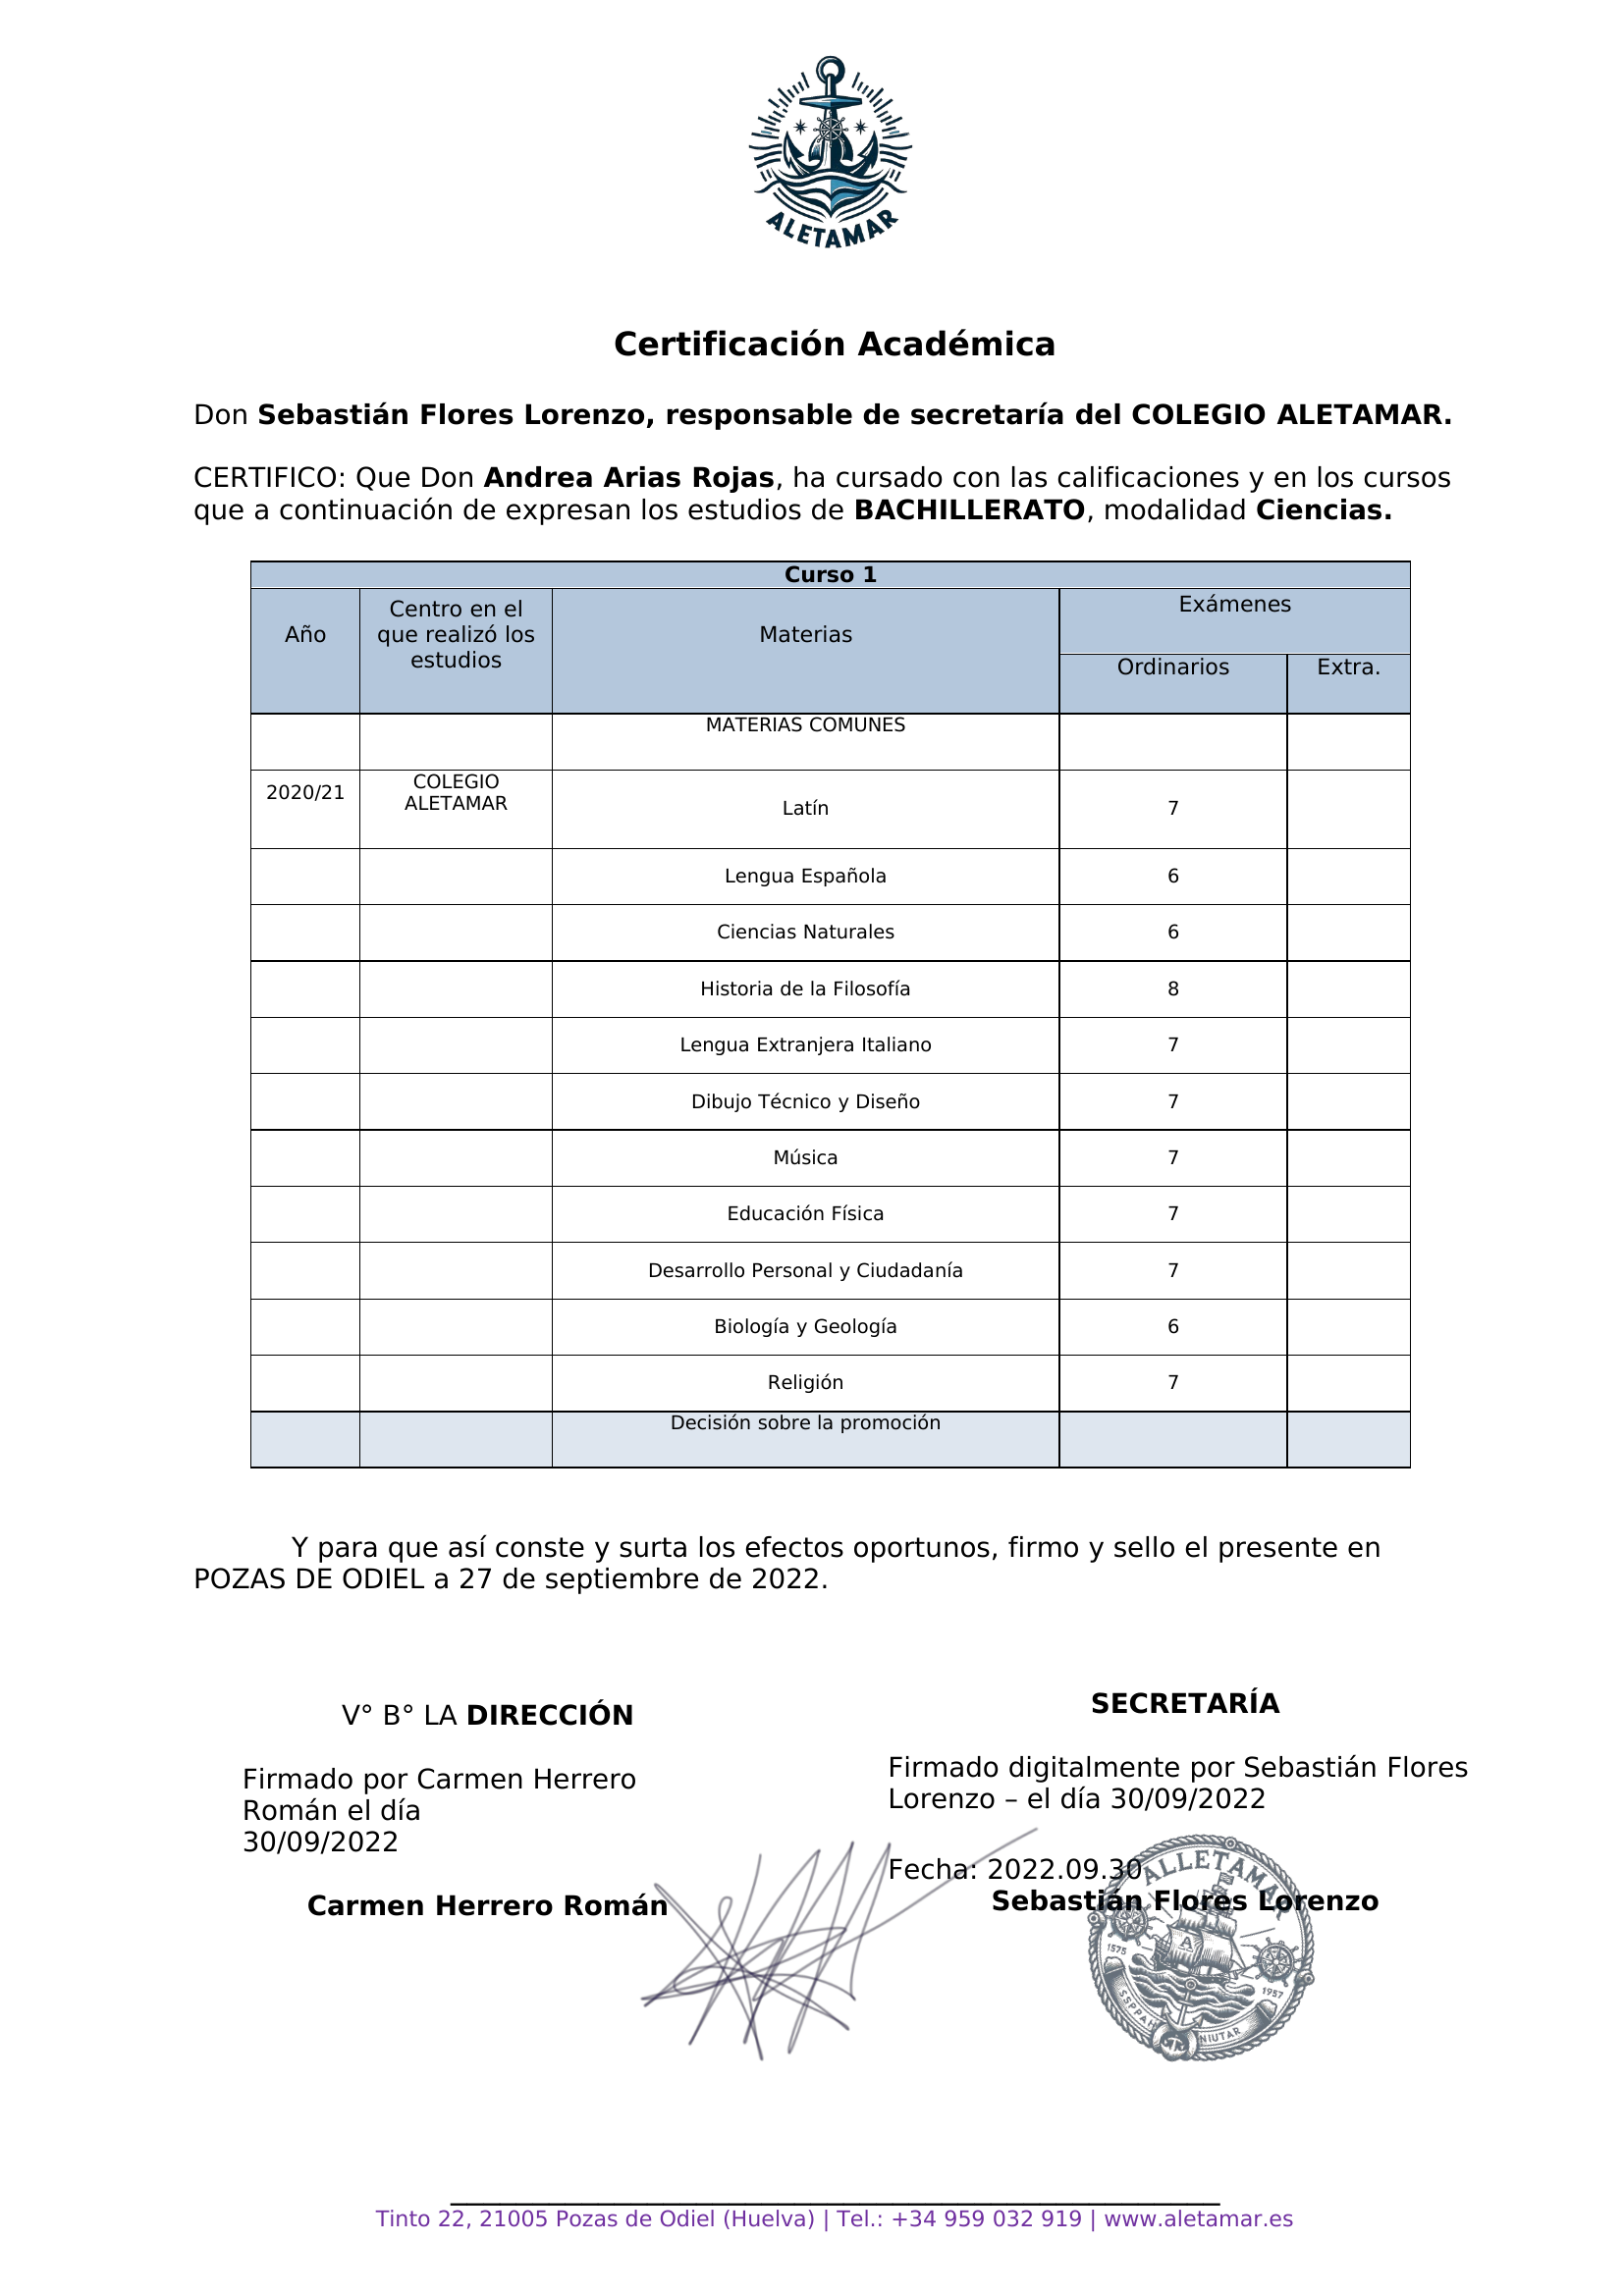 ALETAMAR
Certificación Académica
Don Sebastián Flores Lorenzo, responsable de secretaría del COLEGIO ALETAMAR.
CERTIFICO: Que Don Andrea Arias Rojas, ha cursado con las calificaciones y en los cursos
que a continuación de expresan los estudios de BACHILLERATO, modalidad Ciencias.
Curso 1
Año
Centro en el
que realizó los
estudios
Materias
Exámenes
Ordinarios
Extra.
MATERIAS COMUNES
2020/21
COLEGIO
ALETAMAR
Latín 7
Lengua Española 6
Ciencias Naturales 6
Historia de la Filosofía 8
Lengua Extranjera Italiano 7
Dibujo Técnico y Diseño 7
Música 7
Educación Física 7
Desarrollo Personal y Ciudadanía 7
Biología y Geología 6
Religión 7
Decisión sobre la promoción
Y para que así conste y surta los efectos oportunos, firmo y sello el presente en
POZAS DE ODIEL a 27 de septiembre de 2022.
V° B° LA DIRECCIÓN
Firmado por Carmen Herrero
Román el día
30/09/2022
Carmen Herrero Román
SECRETARÍA
Firmado digitalmente por Sebastián Flores
Lorenzo – el día 30/09/2022
Fecha: 2022.09.30
Sebastián Flores Lorenzo
ALLETAMAR
A
1575
1957
SSPPAH
NIUTAR
Tinto 22, 21005 Pozas de Odiel (Huelva) | Tel.: +34 959 032 919 | www.aletamar.es